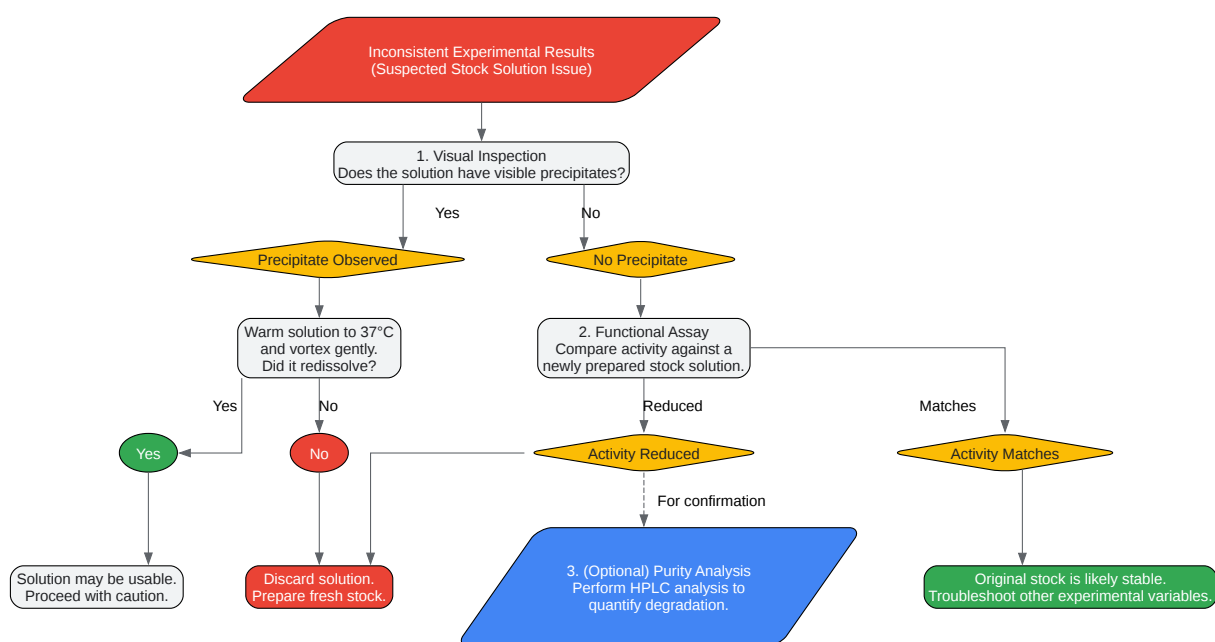 Inconsistent Experimental Results
(Suspected Stock Solution Issue)
1. Visual Inspection
Does the solution have visible precipitates?
Yes
No
Precipitate Observed
No Precipitate
Warm solution to 37°C
and vortex gently.
Did it redissolve?
2. Functional Assay
Compare activity against a
newly prepared stock solution.
Yes
No
Reduced
Matches
Yes
No
Activity Reduced
Activity Matches
For confirmation
Solution may be usable.
Proceed with caution.
Discard solution.
Prepare fresh stock.
3. (Optional) Purity Analysis
Perform HPLC analysis to
quantify degradation.
Original stock is likely stable.
Troubleshoot other experimental variables.